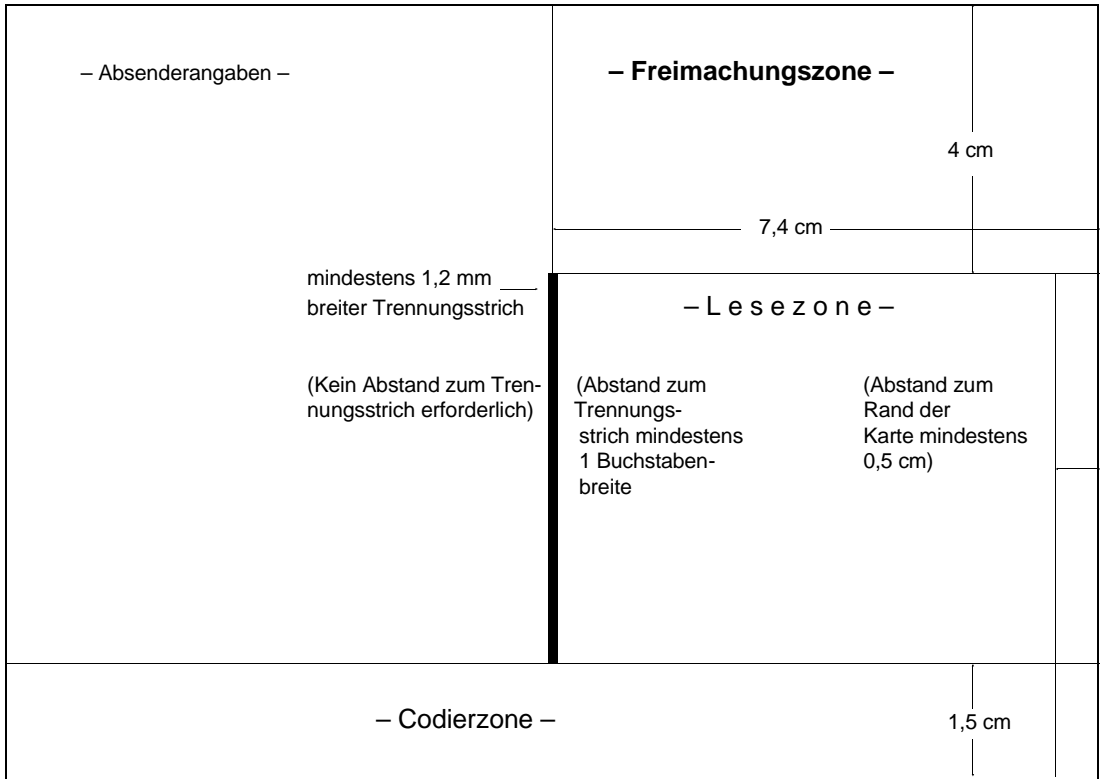 – Absenderangaben –
– Freimachungszone –
4 cm
7,4 cm
mindestens 1,2 mm
breiter Trennungsstrich
– L e s e z o n e –
(Kein Abstand zum Tren-
nungsstrich erforderlich)
(Abstand zum
Trennungs-
strich mindestens
1 Buchstaben-
breite
(Abstand zum
Rand der
Karte mindestens
0,5 cm)
– Codierzone –
1,5 cm